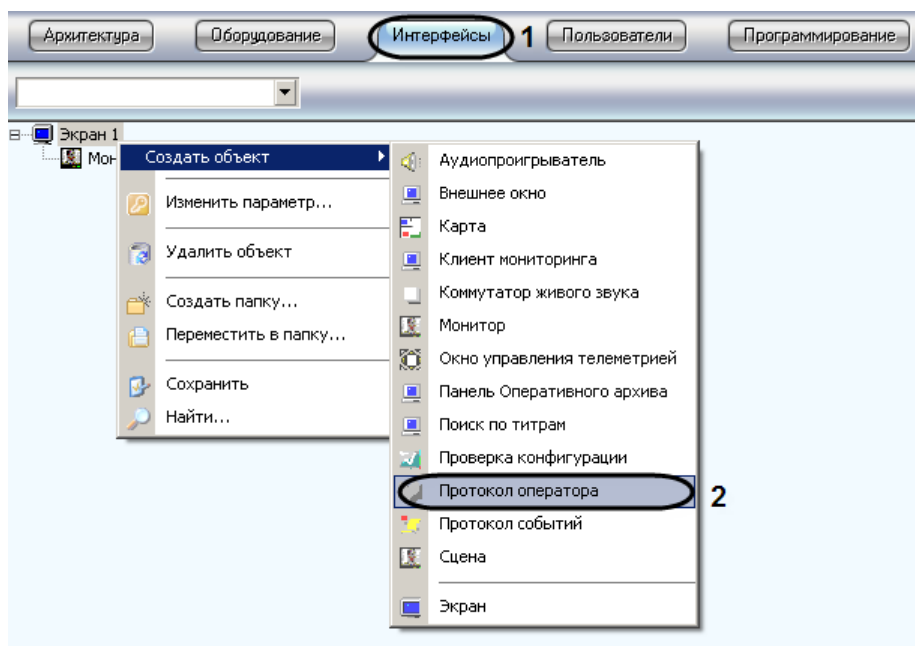 Архитектура Оборудование Интерфейсы 1 Пользователи Программирование
Экран 1
Мон
Создать объект
Изменить параметр...
Удалить объект
Создать папку...
Переместить в папку...
Сохранить
Найти...
Аудиопроигрыватель
Внешнее окно
Карта
Клиент мониторинга
Коммутатор живого звука
Монитор
Окно управления телеметрией
Панель Оперативного архива
Поиск по титрам
Проверка конфигурации
Протокол оператора 2
Протокол событий
Сцена
Экран